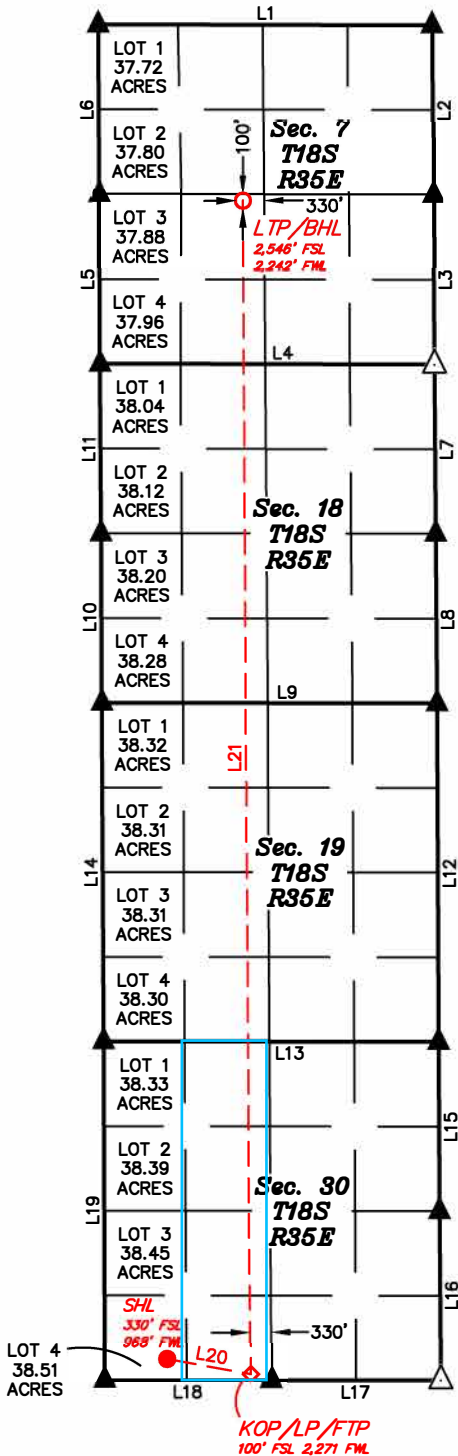 L1
LOT 1
37.72
ACRES
L6
L2
LOT 2
37.80
ACRES
100'
Sec. 7
T18S
R35E
330'
LOT 3
37.88
ACRES
LTP/BHL
2,546' FSL
2,242' FWL
L5
L3
LOT 4
37.96
ACRES
L4
LOT 1
38.04
ACRES
L11
L7
LOT 2
38.12
ACRES
Sec. 18
T18S
R35E
LOT 3
38.20
ACRES
L10
L8
LOT 4
38.28
ACRES
L9
LOT 1
38.32
ACRES
L21
LOT 2
38.31
ACRES
Sec. 19
T18S
R35E
L14
L12
LOT 3
38.31
ACRES
LOT 4
38.30
ACRES
L13
LOT 1
38.33
ACRES
L15
LOT 2
38.39
ACRES
Sec. 30
T18S
R35E
L19
LOT 3
38.45
ACRES
L16
SHL
330' FSL
968' FWL
330'
L20
LOT 4
38.51
ACRES
L18
L17
KOP/LP/FTP
100' FSL 2,271 FWL